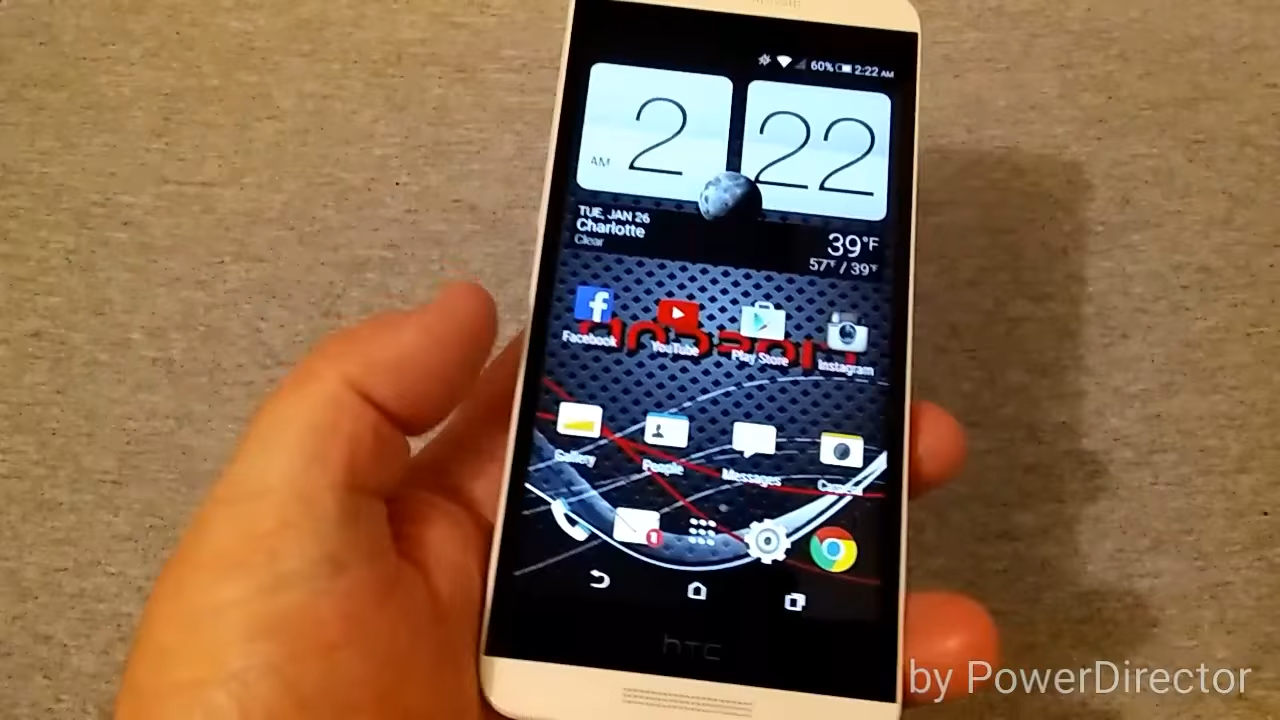 60% 2:22 AM
AM 2 22
TUE, JAN 26
Charlotte
Clear
39°F
57°F / 39°F
Facebook YouTube Play Store Instagram
ANDROID
Gallery People Messages Camera
hTC
by PowerDirector